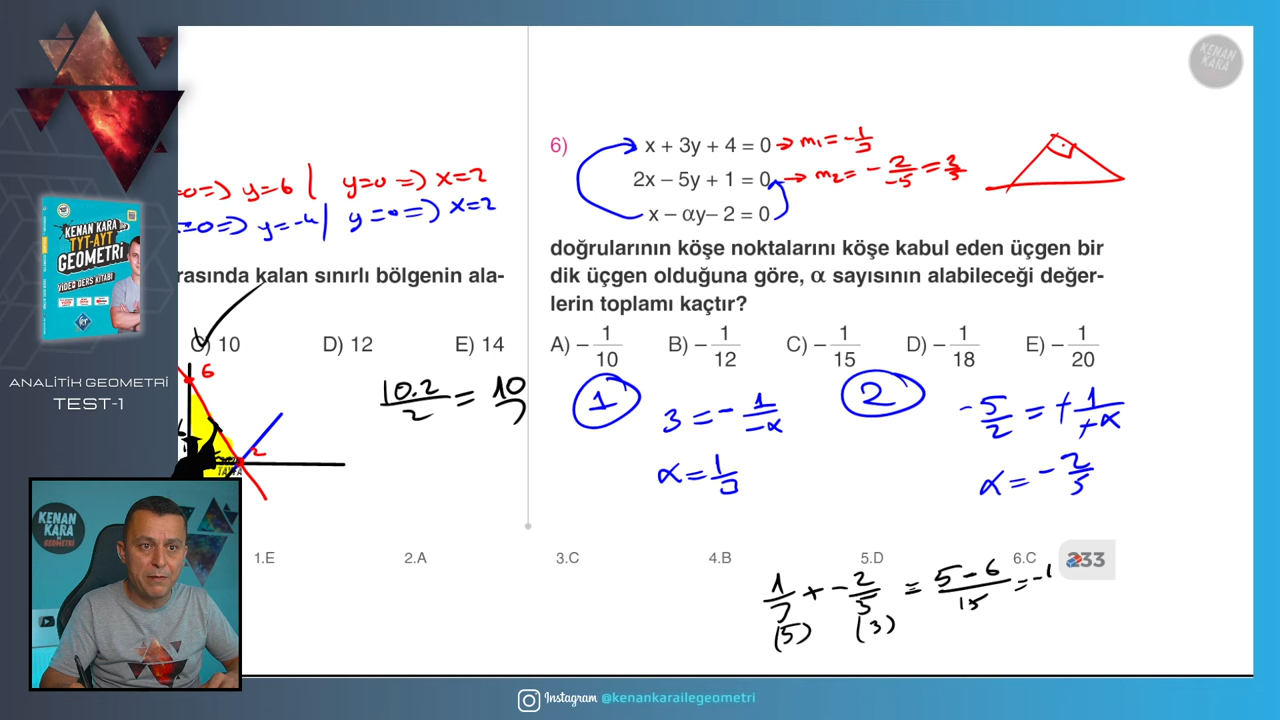 KENAN
KARA
KENAN KARA
TYT-AYT
GEOMETRİ
VİDEO DERS KİTABI
ANALİTİK GEOMETRİ
TEST-1
=0 => y=6 | y=0 => x=2
=0 => y=-4 | y=0 => x=2
rasında kalan sınırlı bölgenin ala-
C) 10 D) 12 E) 14
6
2
10.2/2 = 10
6) x + 3y + 4 = 0 → m₁ = -1/3
2x – 5y + 1 = 0 → m₂ = -2/-5 = 2/5
x – αy– 2 = 0
doğrularının köşe noktalarını köşe kabul eden üçgen bir
dik üçgen olduğuna göre, α sayısının alabileceği değer-
lerin toplamı kaçtır?
A) –1/10 B) –1/12 C) –1/15 D) –1/18 E) –1/20
1
3 = -1/-α
α = 1/3
2
-5/2 = +1/+α
α = -2/5
1.E 2.A 3.C 4.B 5.D 6.C 233
1/3 + -2/5 = 5-6/15 = -1
(5) (3)
KENAN
KARA
GEOMETRİ
Instagram @kenankarailegeometri